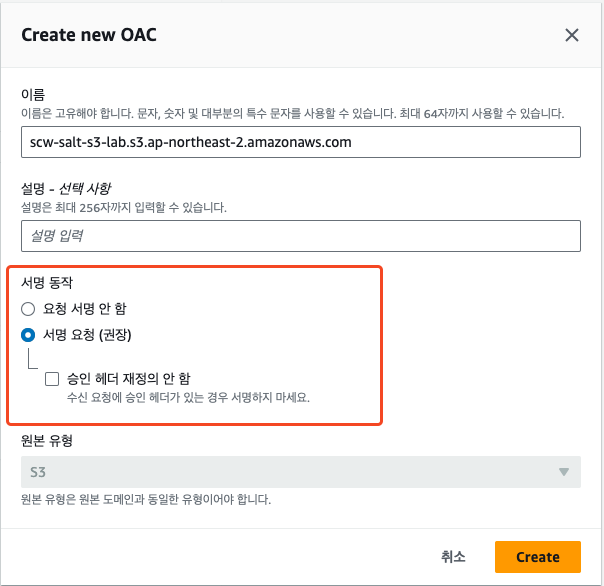 Create new OAC
이름
이름은 고유해야 합니다. 문자, 숫자 및 대부분의 특수 문자를 사용할 수 있습니다. 최대 64자까지 사용할 수 있습니다.
scw-salt-s3-lab.s3.ap-northeast-2.amazonaws.com
설명 - 선택 사항
설명은 최대 256자까지 입력할 수 있습니다.
설명 입력
서명 동작
요청 서명 안 함
서명 요청 (권장)
승인 헤더 재정의 안 함
수신 요청에 승인 헤더가 있는 경우 서명하지 마세요.
원본 유형
S3
원본 유형은 원본 도메인과 동일한 유형이어야 합니다.
취소
Create